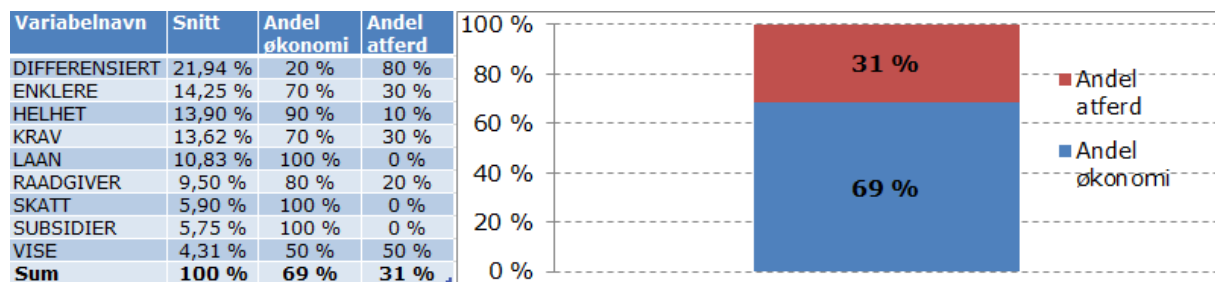 Variabelnavn Snitt Andel økonomi Andel atferd
DIFFERENSIERT 21,94 % 20 % 80 %
ENKLERE 14,25 % 70 % 30 %
HELHET 13,90 % 90 % 10 %
KRAV 13,62 % 70 % 30 %
LAAN 10,83 % 100 % 0 %
RAADGIVER 9,50 % 80 % 20 %
SKATT 5,90 % 100 % 0 %
SUBSIDIER 5,75 % 100 % 0 %
VISE 4,31 % 50 % 50 %
Sum 100 % 69 % 31 %
100 %
80 %
60 %
40 %
20 %
0 %
31 %
69 %
Andel
atferd
Andel
økonomi